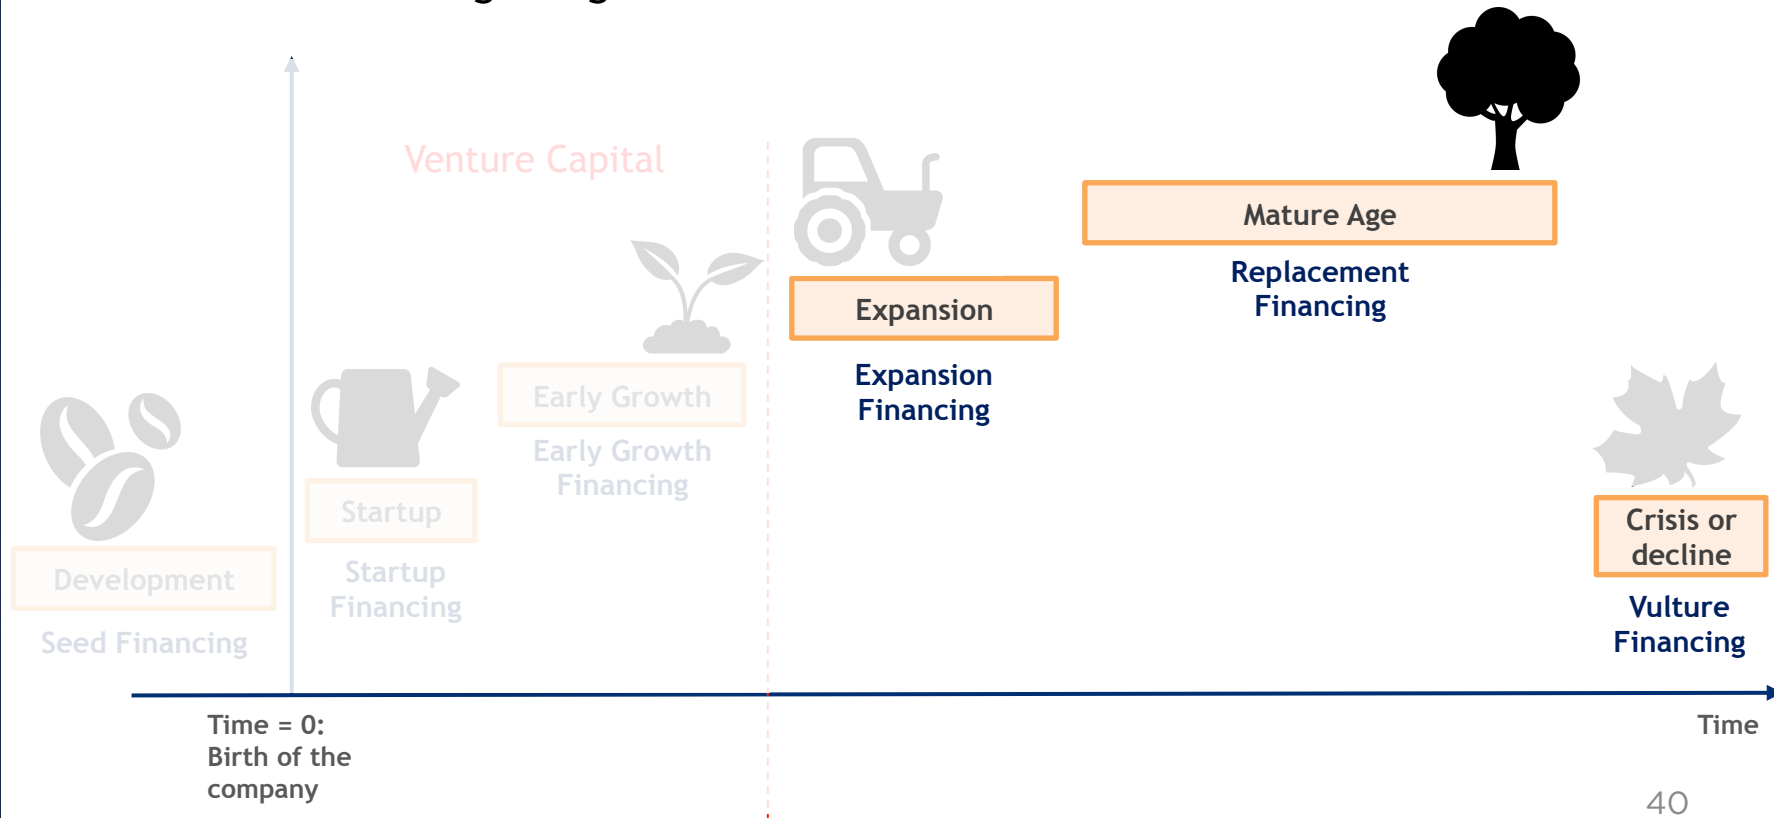 Venture Capital
Mature Age
Replacement
Financing
Expansion
Expansion
Financing
Early Growth
Early Growth
Financing
Startup
Startup
Financing
Development
Seed Financing
Crisis or
decline
Vulture
Financing
Time = 0:
Birth of the
company
Time
40